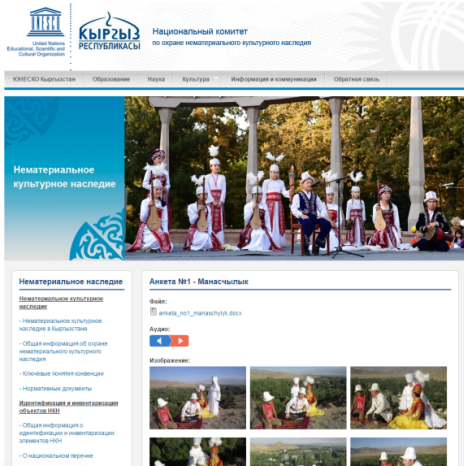 United Nations
Educational, Scientific and
Cultural Organization
КЫРГЫЗ
РЕСПУБЛИКАСЫ
Национальный комитет
по охране нематериального культурного наследия
ЮНЕСКО Кыргызстан
Образование
Наука
Культура
Информация и коммуникации
Обратная связь
Нематериальное
культурное наследие
Нематериальное наследие
Нематериальное культурное
наследие
- Нематериальное культурное
наследие в Кыргызстане
- Общая информация об охране
нематериального культурного
наследия
- Ключевые понятия конвенции
- Нормативные документы
Идентификация и инвентаризация
объектов НКН
- Общая информация о
идентификации и инвентаризации
элементов НКН
- О национальном перечне
Анкета №1 - Манасчылык
Файл:
anketa_no1_manaschylyk.docx
Аудио:
Изображение: